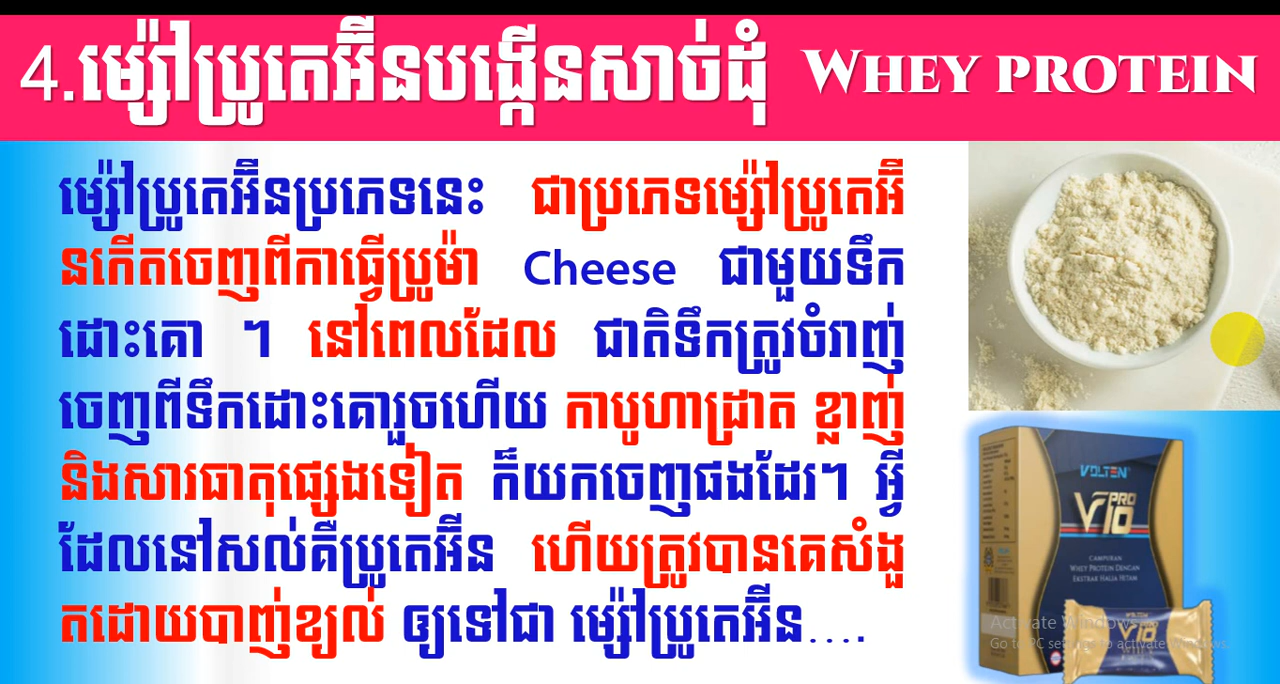 4.ម្ស៉ៅប្រូតេអ៊ីនបង្កើនសាច់ដុំ WHEY PROTEIN
ម្ស៉ៅប្រូតេអ៊ីនប្រភេទនេះ ជាប្រភេទម្ស៉ៅប្រូតេអ៊ី
នកើតចេញពីការធ្វើប្រូម៉ា Cheese ជាមួយទឹក
ដោះគោ ។ នៅពេលដែល ជាតិទឹកត្រូវចំរាញ់
ចេញពីទឹកដោះគោរួចហើយ កាបូហាដ្រាត ខ្លាញ់
និងសារធាតុផ្សេងទៀត ក៏យកចេញផងដែរ។ អ្វី
ដែលនៅសល់គឺប្រូតេអ៊ីន ហើយត្រូវបានគេសំងួ
តដោយបាញ់ខ្យល់ ឲ្យទៅជា ម្ស៉ៅប្រូតេអ៊ីន....
VOLTEN
V10 PRO
CAMPURAN
WHEY PROTEIN DENGAN
EKSTRAK HALIA HITAM
VOLTEN
V10
Activate Windows
Go to PC settings to activate Windows.